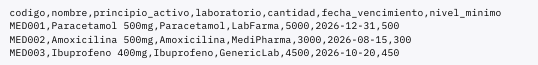 codigo,nombre,principio_activo,laboratorio,cantidad,fecha_vencimiento,nivel_minimo
MED001,Paracetamol 500mg,Paracetamol,LabFarma,5000,2026-12-31,500
MED002,Amoxicilina 500mg,Amoxicilina,MediPharma,3000,2026-08-15,300
MED003,Ibuprofeno 400mg,Ibuprofeno,GenericLab,4500,2026-10-20,450